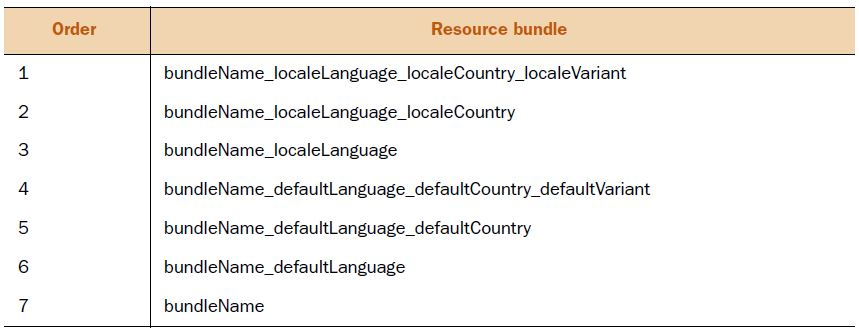 Order Resource bundle
1 bundleName_localeLanguage_localeCountry_localeVariant
2 bundleName_localeLanguage_localeCountry
3 bundleName_localeLanguage
4 bundleName_defaultLanguage_defaultCountry_defaultVariant
5 bundleName_defaultLanguage_defaultCountry
6 bundleName_defaultLanguage
7 bundleName